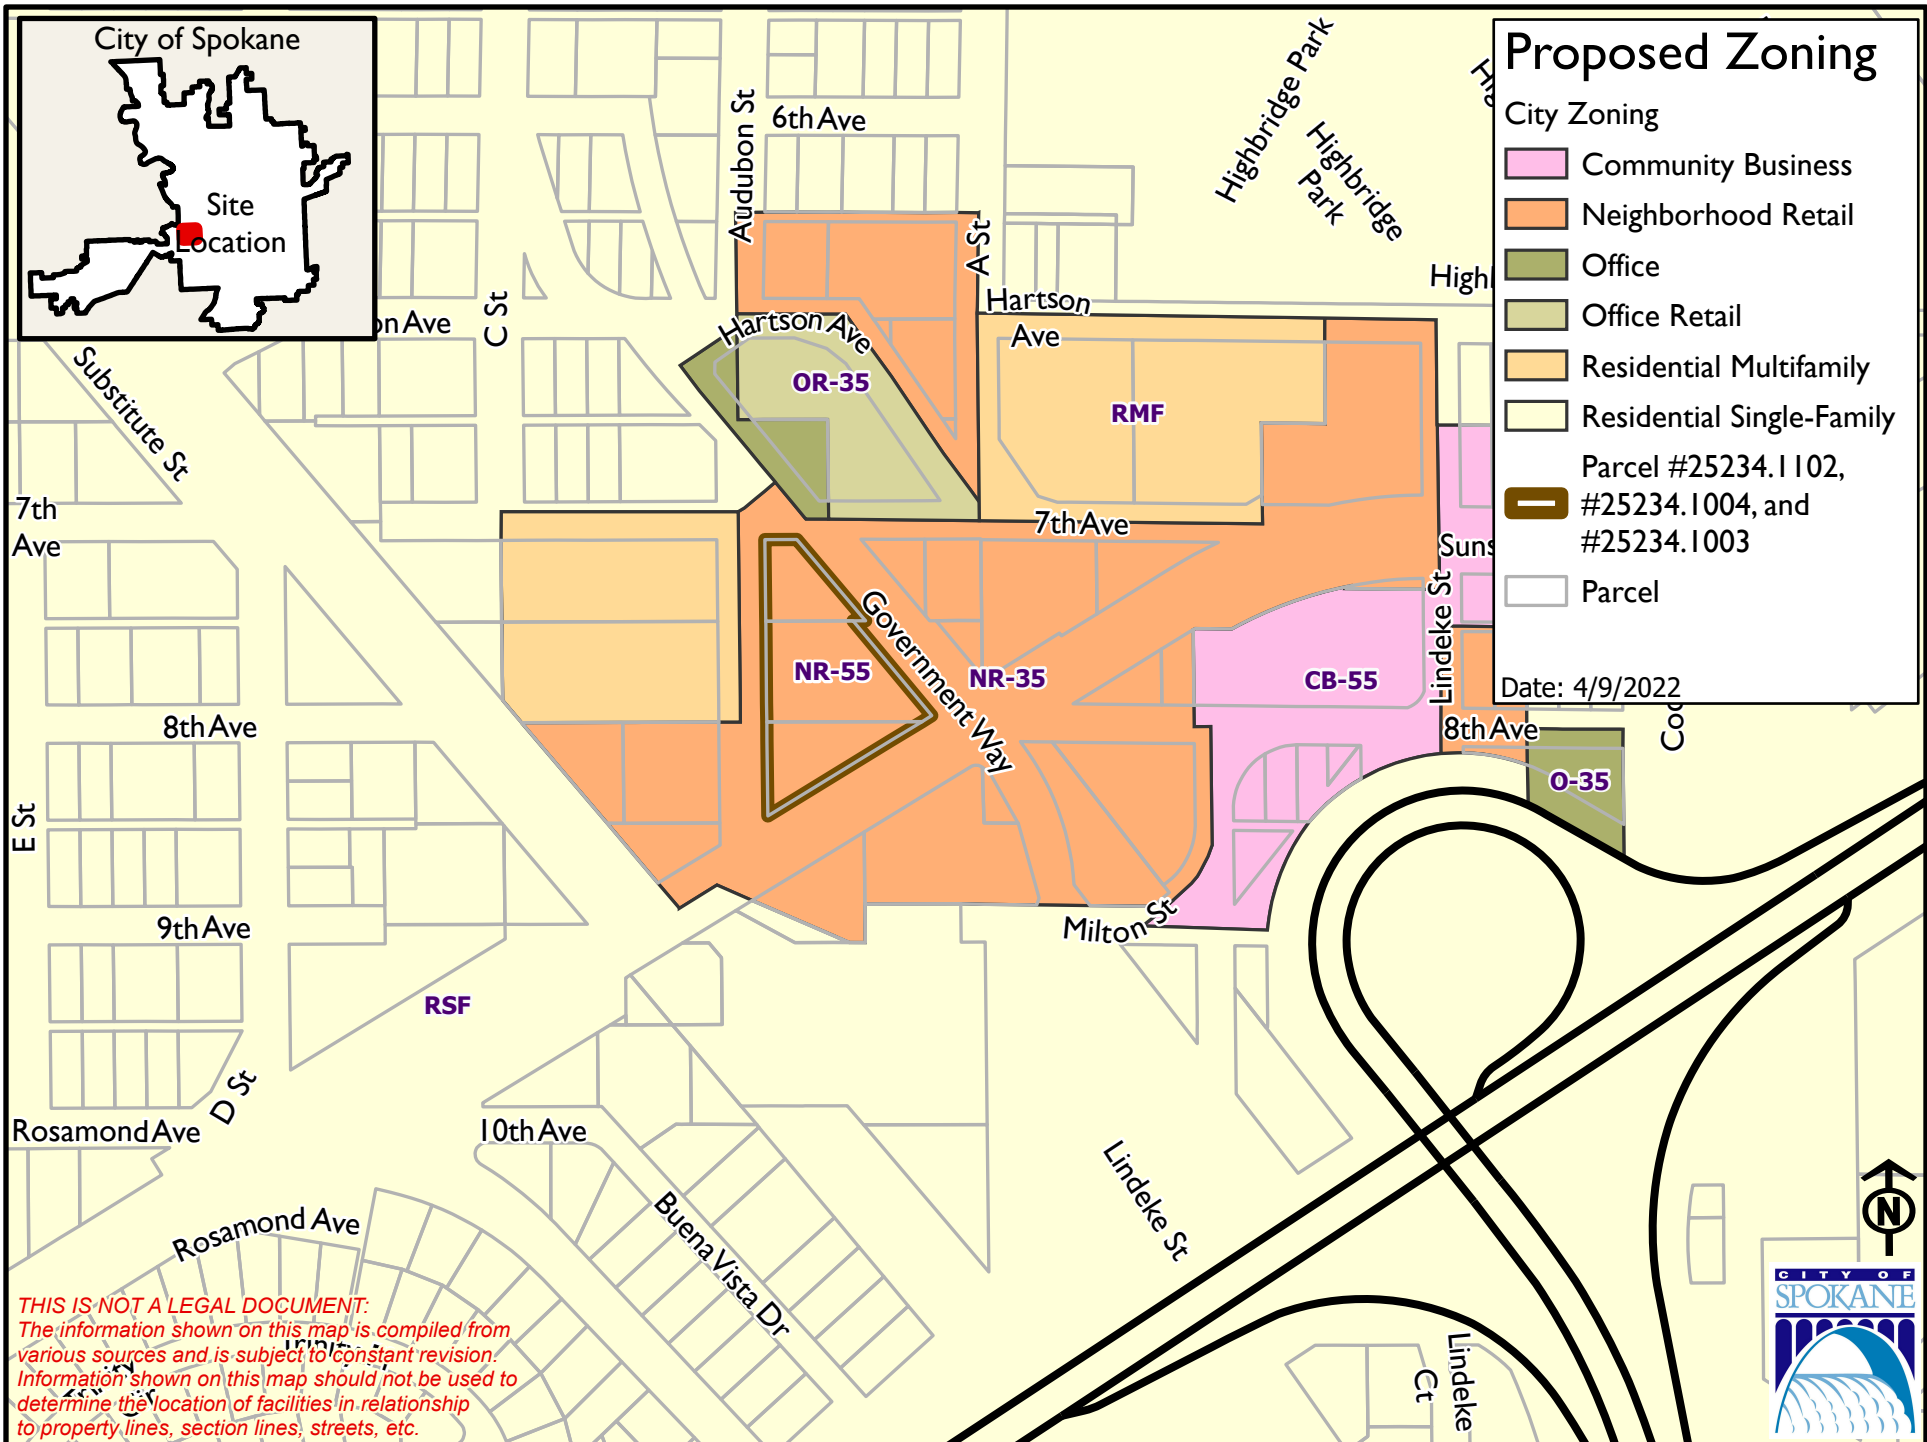 City of Spokane
Site
Location
Proposed Zoning
City Zoning
Community Business
Neighborhood Retail
Office
Office Retail
Residential Multifamily
Residential Single-Family
Parcel #25234.1102,
#25234.1004, and
#25234.1003
Parcel
Date: 4/9/2022
Highbridge Park
Highbridge
Park
6th Ave
Audubon St
A St
C St
Hartson
Ave
Hartson Ave
Substitute St
OR-35
RMF
7th
Ave
7th Ave
Government Way
NR-55
NR-35
CB-55
Lindeke St
8th Ave
8th Ave
O-35
E St
9th Ave
Milton St
RSF
D St
Rosamond Ave
10th Ave
Rosamond Ave
Buena Vista Dr
Lindeke St
Lindeke
Ct
N
CITY OF
SPOKANE
THIS IS NOT A LEGAL DOCUMENT:
The information shown on this map is compiled from
various sources and is subject to constant revision.
Information shown on this map should not be used to
determine the location of facilities in relationship
to property lines, section lines, streets, etc.